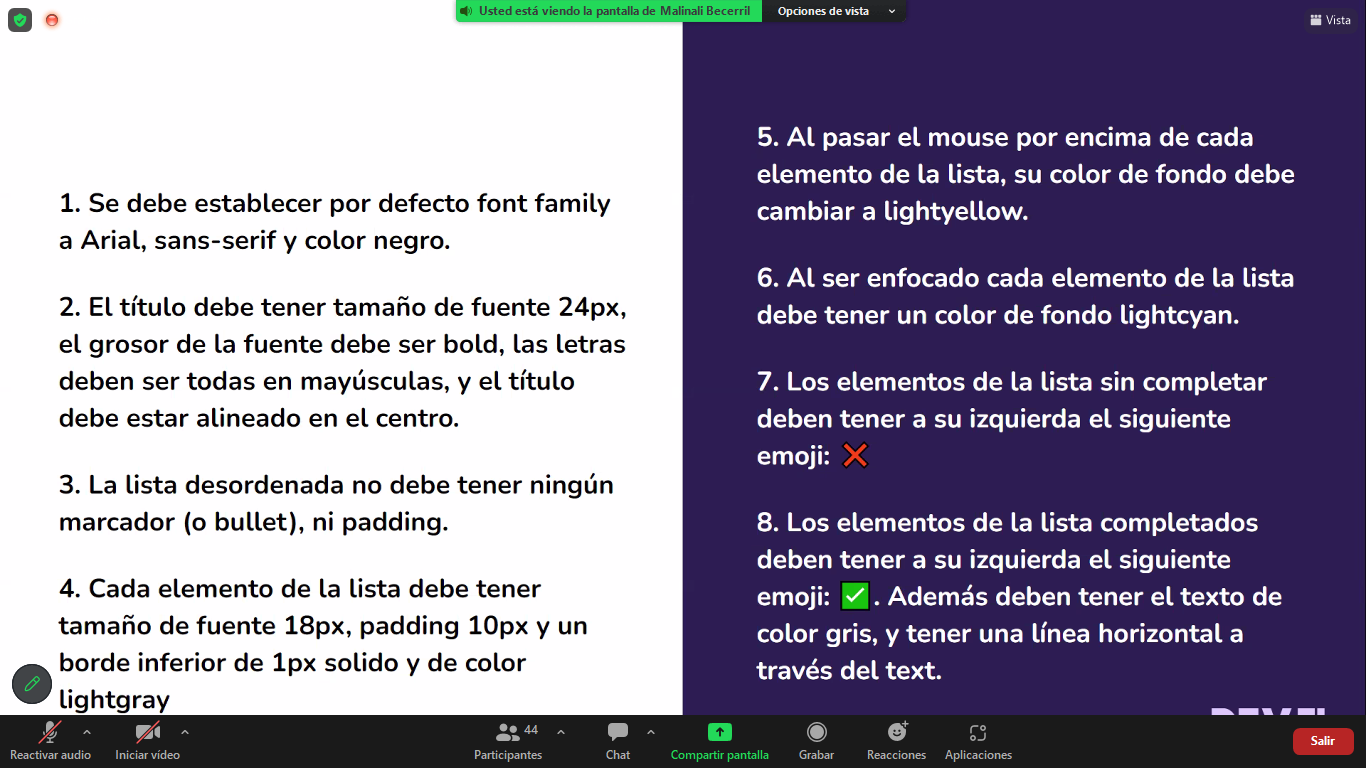 Usted está viendo la pantalla de Malinali Becerril
Opciones de vista
Vista
1. Se debe establecer por defecto font family
a Arial, sans-serif y color negro.
2. El título debe tener tamaño de fuente 24px,
el grosor de la fuente debe ser bold, las letras
deben ser todas en mayúsculas, y el título
debe estar alineado en el centro.
3. La lista desordenada no debe tener ningún
marcador (o bullet), ni padding.
4. Cada elemento de la lista debe tener
tamaño de fuente 18px, padding 10px y un
borde inferior de 1px solido y de color
lightgray
5. Al pasar el mouse por encima de cada
elemento de la lista, su color de fondo debe
cambiar a lightyellow.
6. Al ser enfocado cada elemento de la lista
debe tener un color de fondo lightcyan.
7. Los elementos de la lista sin completar
deben tener a su izquierda el siguiente
emoji: ❌
8. Los elementos de la lista completados
deben tener a su izquierda el siguiente
emoji: ✅. Además deben tener el texto de
color gris, y tener una línea horizontal a
través del text.
Reactivar audio
Iniciar vídeo
44
Participantes
Chat
Compartir pantalla
Grabar
Reacciones
Aplicaciones
Salir